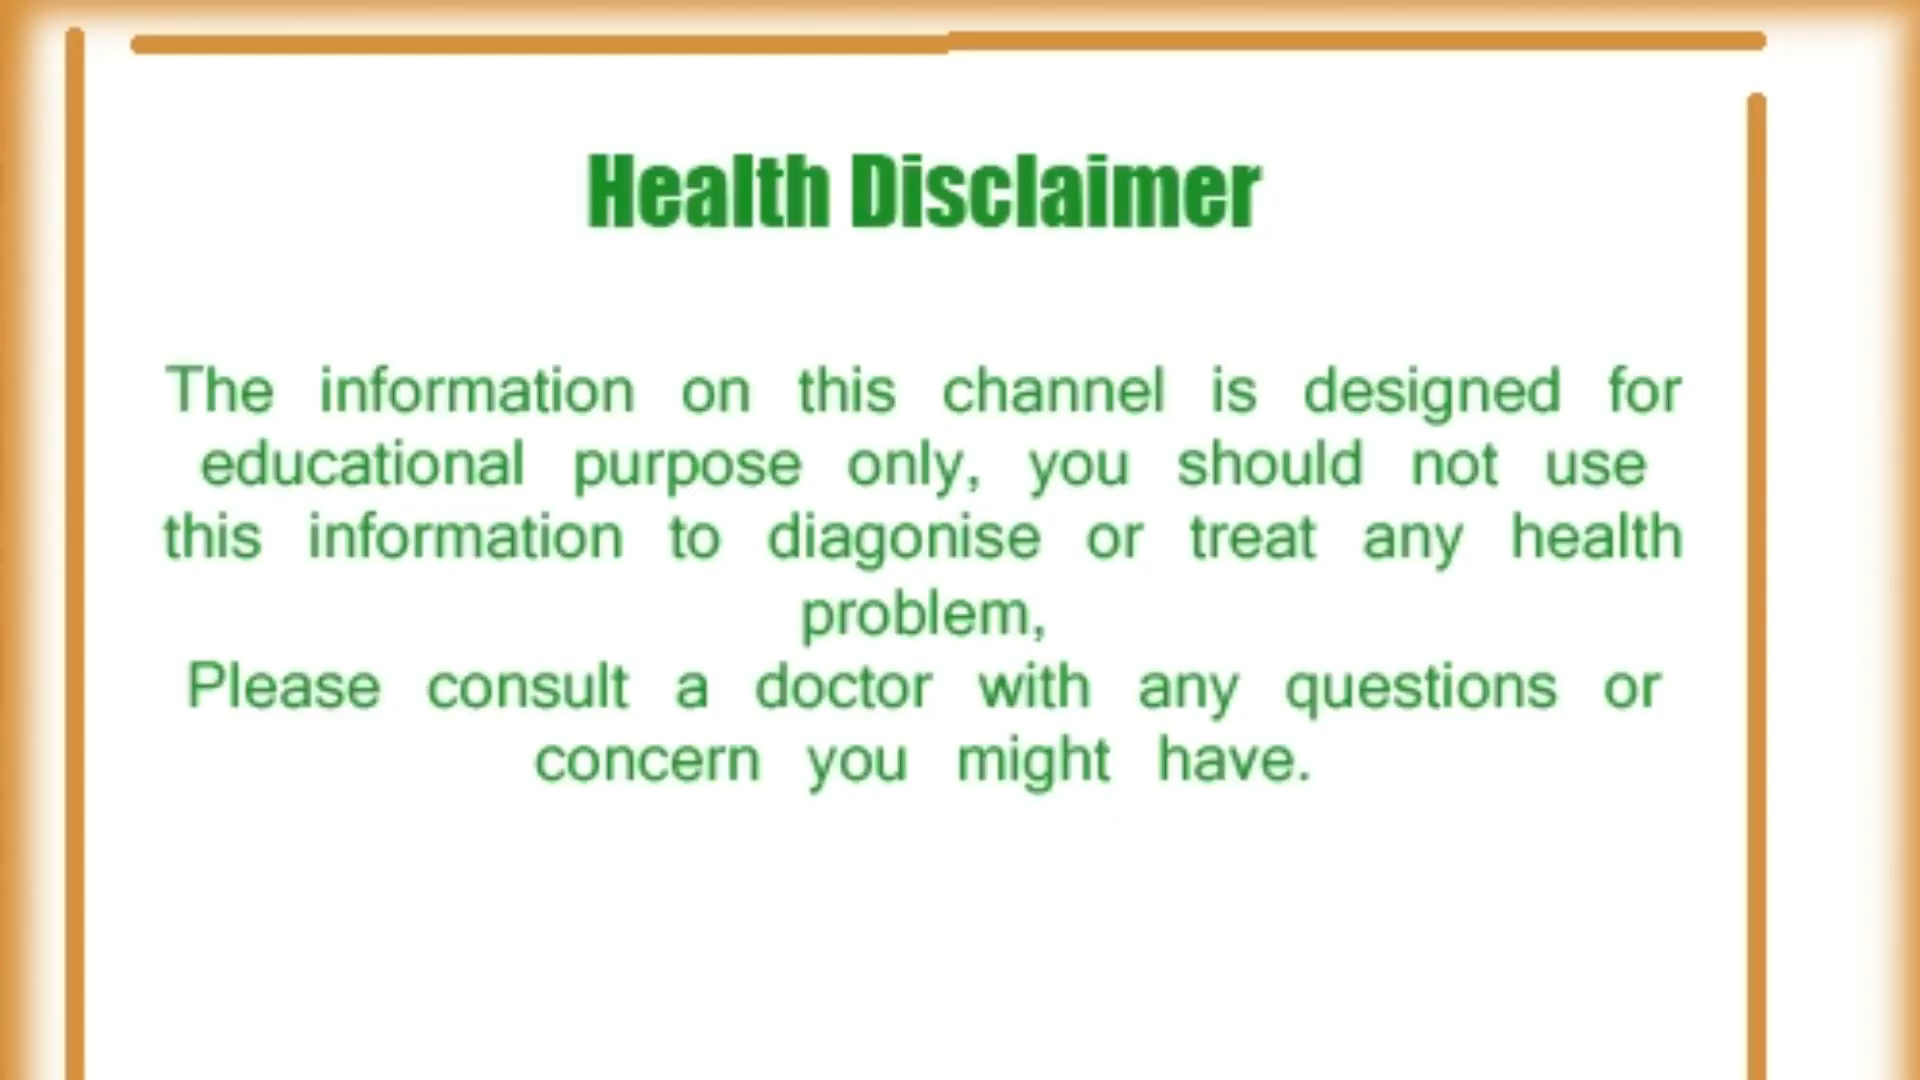 Health Disclaimer
The information on this channel is designed for
educational purpose only, you should not use
this information to diagonise or treat any health
problem,
Please consult a doctor with any questions or
concern you might have.